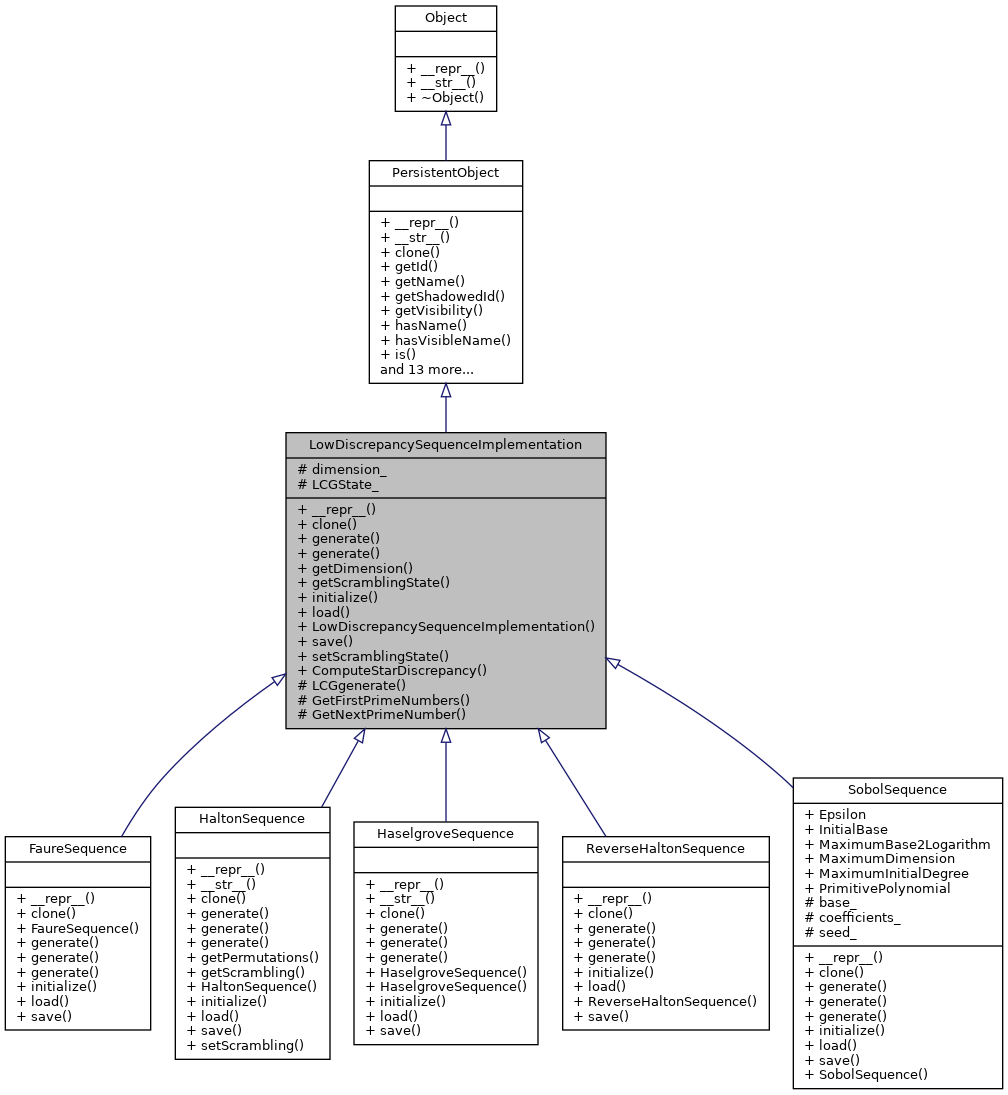 Object
+ __repr__()
+ __str__()
+ ~Object()
PersistentObject
+ __repr__()
+ __str__()
+ clone()
+ getId()
+ getName()
+ getShadowedId()
+ getVisibility()
+ hasName()
+ hasVisibleName()
+ is()
and 13 more...
LowDiscrepancySequenceImplementation
# dimension_
# LCGState_
+ __repr__()
+ clone()
+ generate()
+ generate()
+ getDimension()
+ getScramblingState()
+ initialize()
+ load()
+ LowDiscrepancySequenceImplementation()
+ save()
+ setScramblingState()
+ ComputeStarDiscrepancy()
# LCGgenerate()
# GetFirstPrimeNumbers()
# GetNextPrimeNumber()
FaureSequence
+ __repr__()
+ clone()
+ FaureSequence()
+ generate()
+ generate()
+ generate()
+ initialize()
+ load()
+ save()
HaltonSequence
+ __repr__()
+ __str__()
+ clone()
+ generate()
+ generate()
+ generate()
+ getPermutations()
+ getScrambling()
+ HaltonSequence()
+ initialize()
+ load()
+ save()
+ setScrambling()
HaselgroveSequence
+ __repr__()
+ __str__()
+ clone()
+ generate()
+ generate()
+ generate()
+ HaselgroveSequence()
+ HaselgroveSequence()
+ initialize()
+ load()
+ save()
ReverseHaltonSequence
+ __repr__()
+ clone()
+ generate()
+ generate()
+ generate()
+ initialize()
+ load()
+ ReverseHaltonSequence()
+ save()
SobolSequence
+ Epsilon
+ InitialBase
+ MaximumBase2Logarithm
+ MaximumDimension
+ MaximumInitialDegree
+ PrimitivePolynomial
# base_
# coefficients_
# seed_
+ __repr__()
+ clone()
+ generate()
+ generate()
+ generate()
+ initialize()
+ load()
+ save()
+ SobolSequence()